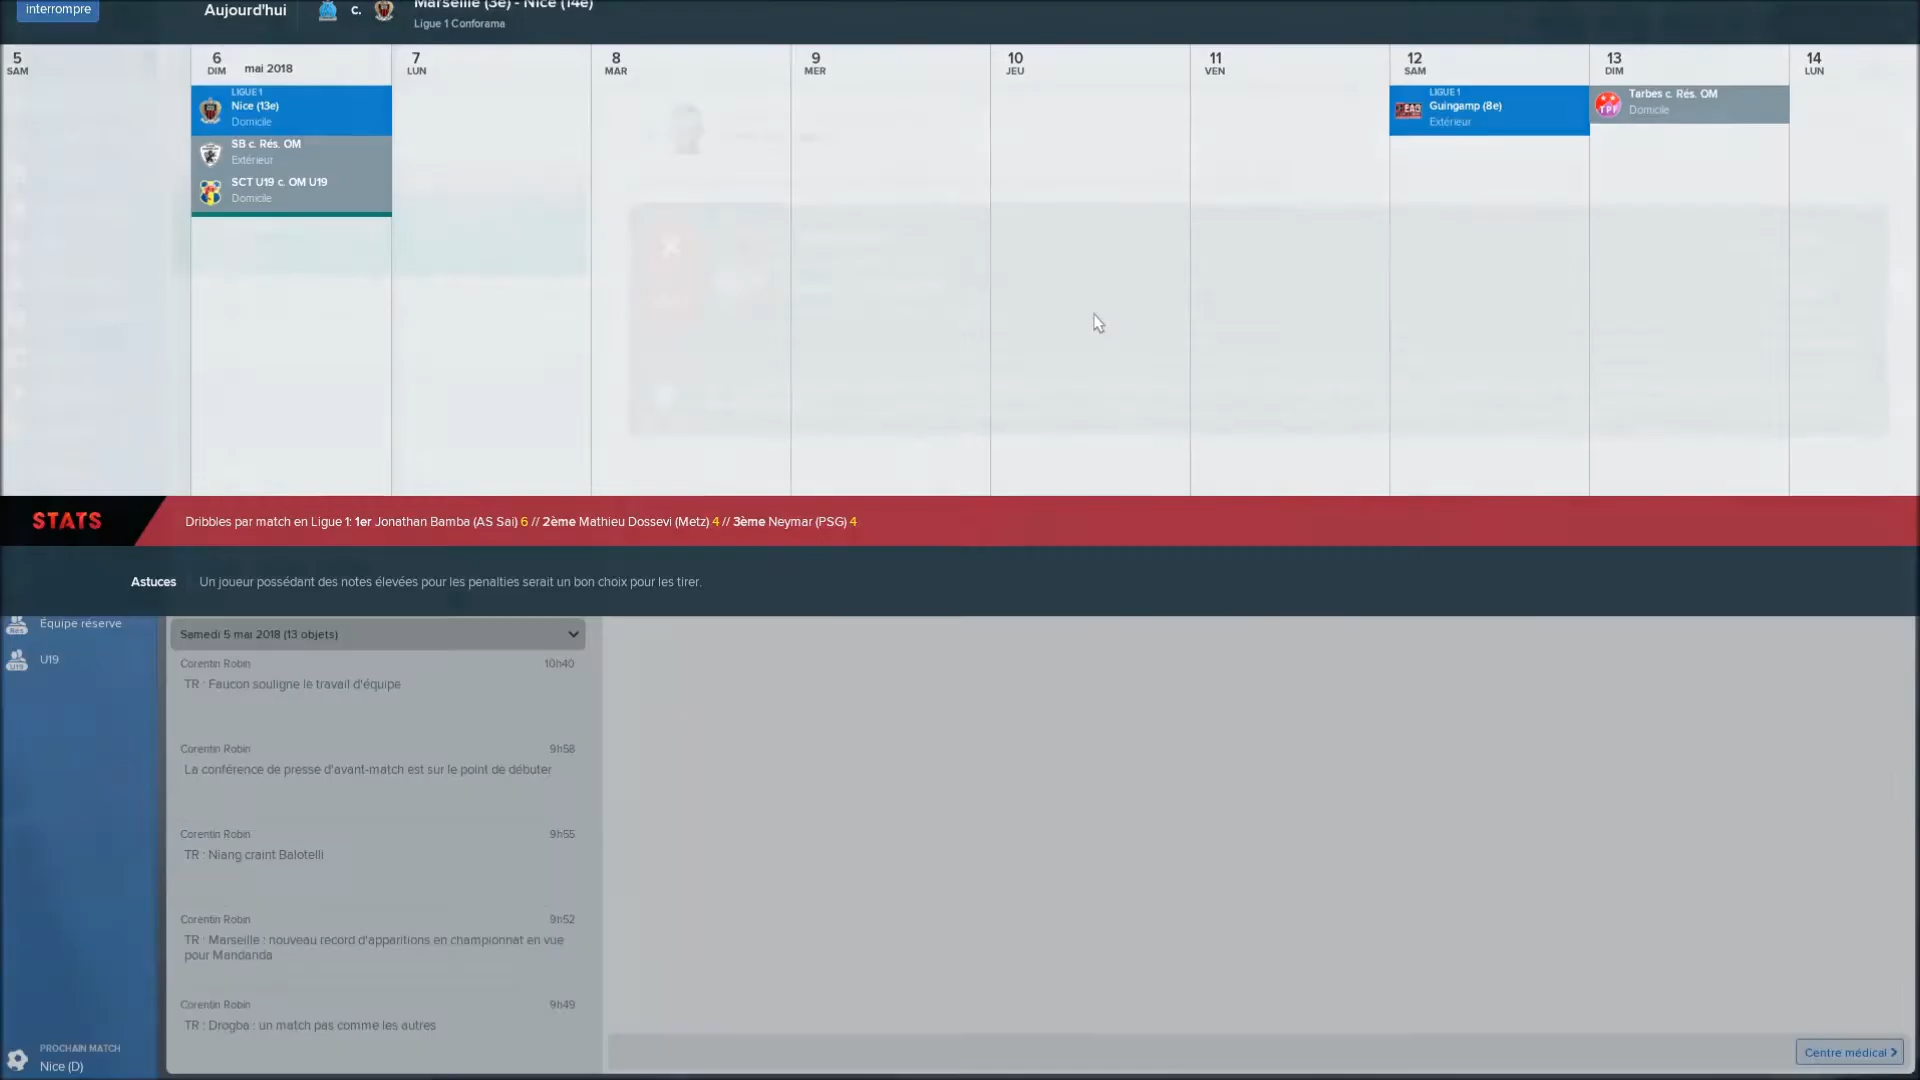 interrompre
Aujourd'hui
c.
Marseille (3e) - Nice (14e)
Ligue 1 Conforama
5
SAM
6
DIM
mai 2018
7
LUN
8
MAR
9
MER
10
JEU
11
VEN
12
SAM
13
DIM
14
LUN
LIGUE 1
Nice (13e)
Domicile
SB c. Rés. OM
Extérieur
SCT U19 c. OM U19
Domicile
LIGUE 1
Guingamp (8e)
Extérieur
Tarbes c. Rés. OM
Domicile
STATS
Dribbles par match en Ligue 1: 1er Jonathan Bamba (AS Sai) 6 // 2ème Mathieu Dossevi (Metz) 4 // 3ème Neymar (PSG) 4
Astuces
Un joueur possédant des notes élevées pour les penalties serait un bon choix pour les tirer.
Équipe réserve
U19
Samedi 5 mai 2018 (13 objets)
Corentin Robin 10h40
TR : Faucon souligne le travail d'équipe
Corentin Robin 9h58
La conférence de presse d'avant-match est sur le point de débuter
Corentin Robin 9h55
TR : Niang craint Balotelli
Corentin Robin 9h52
TR : Marseille : nouveau record d'apparitions en championnat en vue
pour Mandanda
Corentin Robin 9h49
TR : Drogba : un match pas comme les autres
PROCHAIN MATCH
Nice (D)
Centre médical